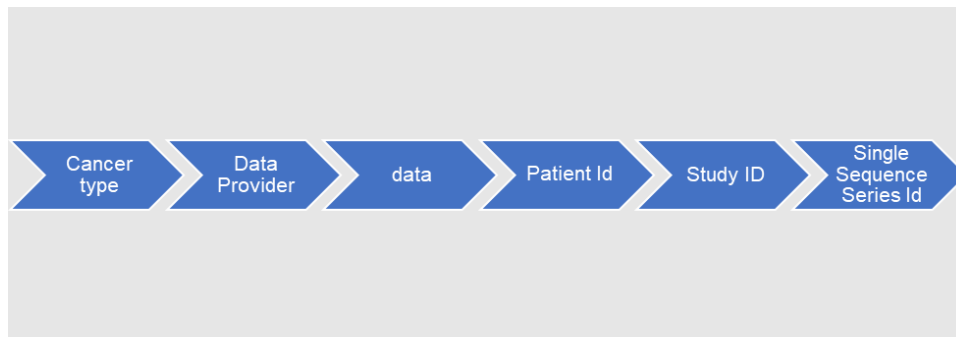 Cancer
type
Data
Provider
data
Patient Id
Study ID
Single
Sequence
Series Id